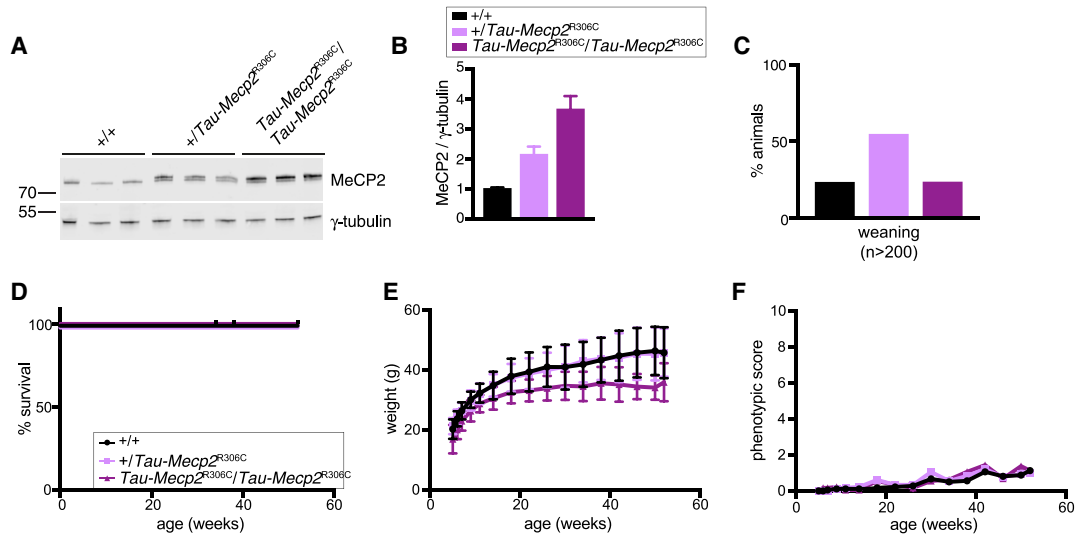 A
+/+
+/Tau-Mecp2R306C
Tau-Mecp2R306C/
Tau-Mecp2R306C
70
55
MeCP2
γ-tubulin
B
+/+
+/Tau-Mecp2R306C
Tau-Mecp2R306C/Tau-Mecp2R306C
MeCP2 / γ-tubulin
5
4
3
2
1
0
C
% animals
100
50
0
weaning
(n>200)
D
% survival
100
50
0
+/+
+/Tau-Mecp2R306C
Tau-Mecp2R306C/Tau-Mecp2R306C
0 20 40 60
age (weeks)
E
weight (g)
60
40
20
0
0 20 40 60
age (weeks)
F
phenotypic score
10
8
6
4
2
0
0 20 40 60
age (weeks)